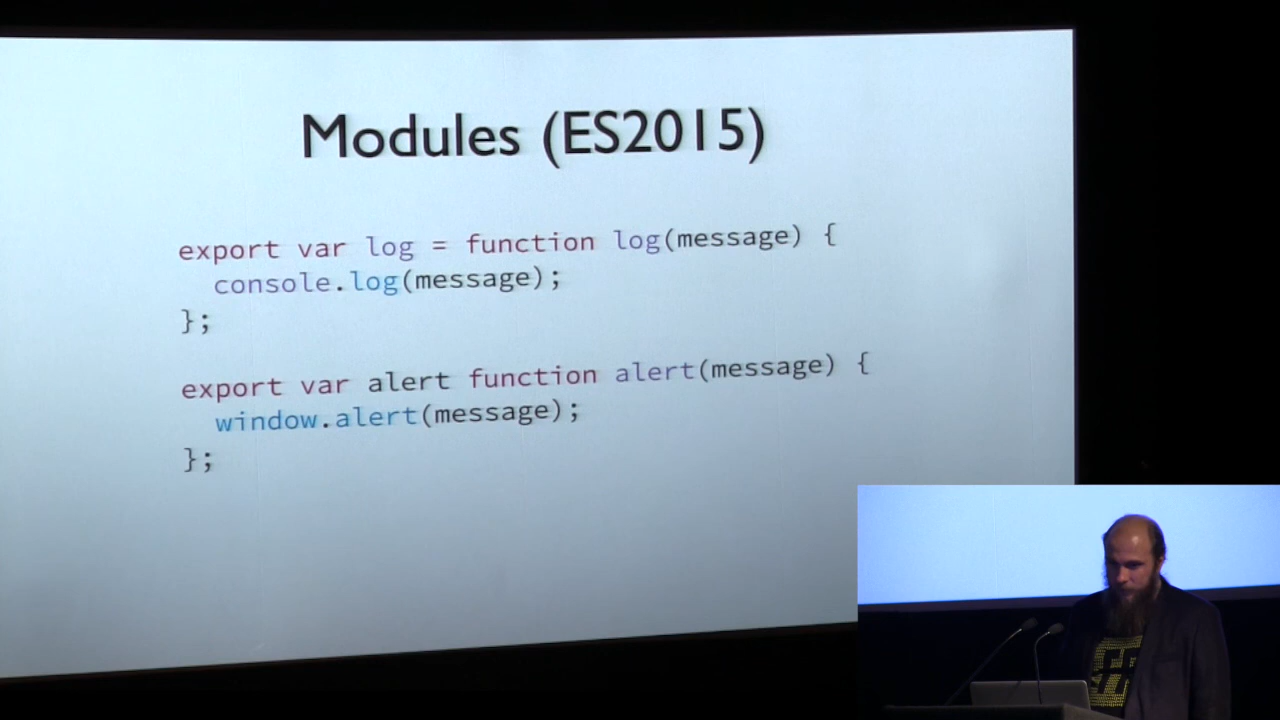 Modules (ES2015)
export var log = function log(message) {
console.log(message);
};
export var alert function alert(message) {
window.alert(message);
};